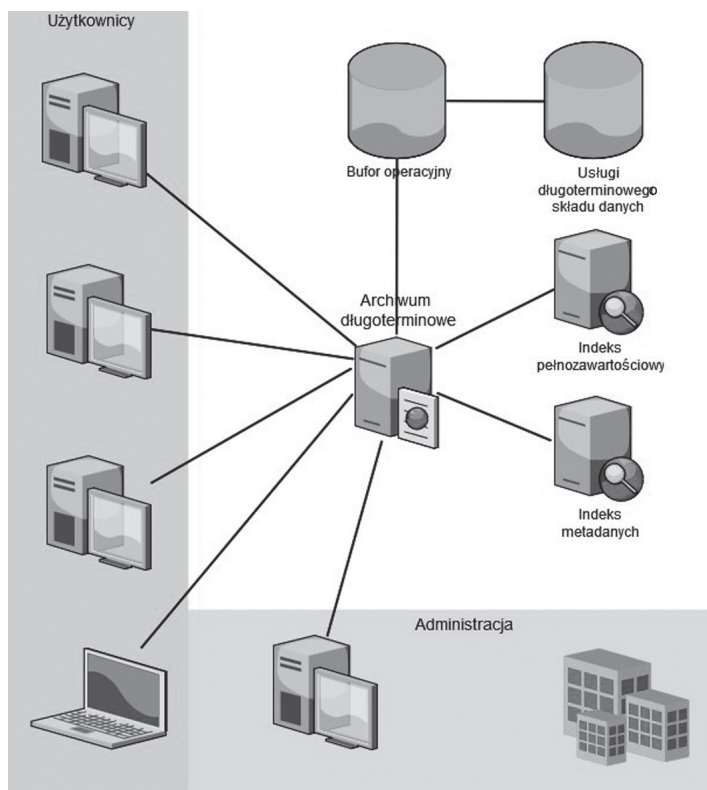 Użytkownicy
Bufor operacyjny
Usługi
długoterminowego
składu danych
Archiwum
długoterminowe
Indeks
pełnozawartościowy
Indeks
metadanych
Administracja